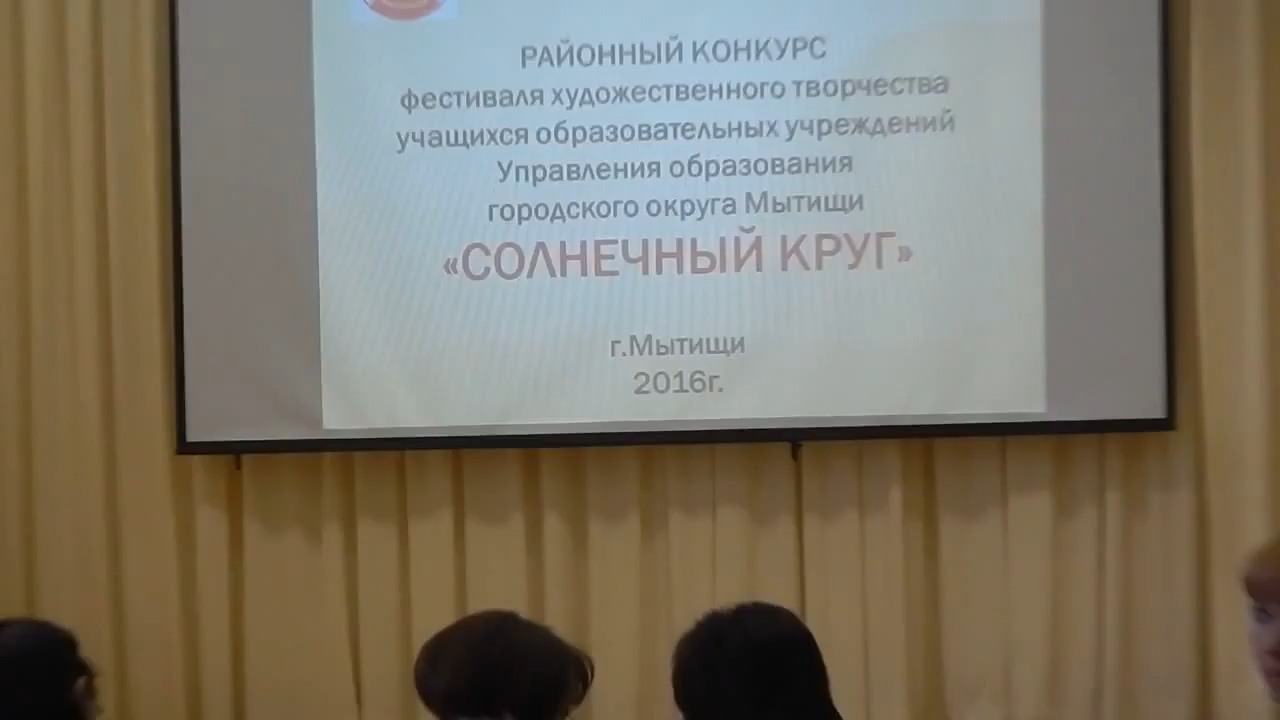 РАЙОННЫЙ КОНКУРС
фестиваля художественного творчества
учащихся образовательных учреждений
Управления образования
городского округа Мытищи
«СОЛНЕЧНЫЙ КРУГ»
г.Мытищи
2016г.